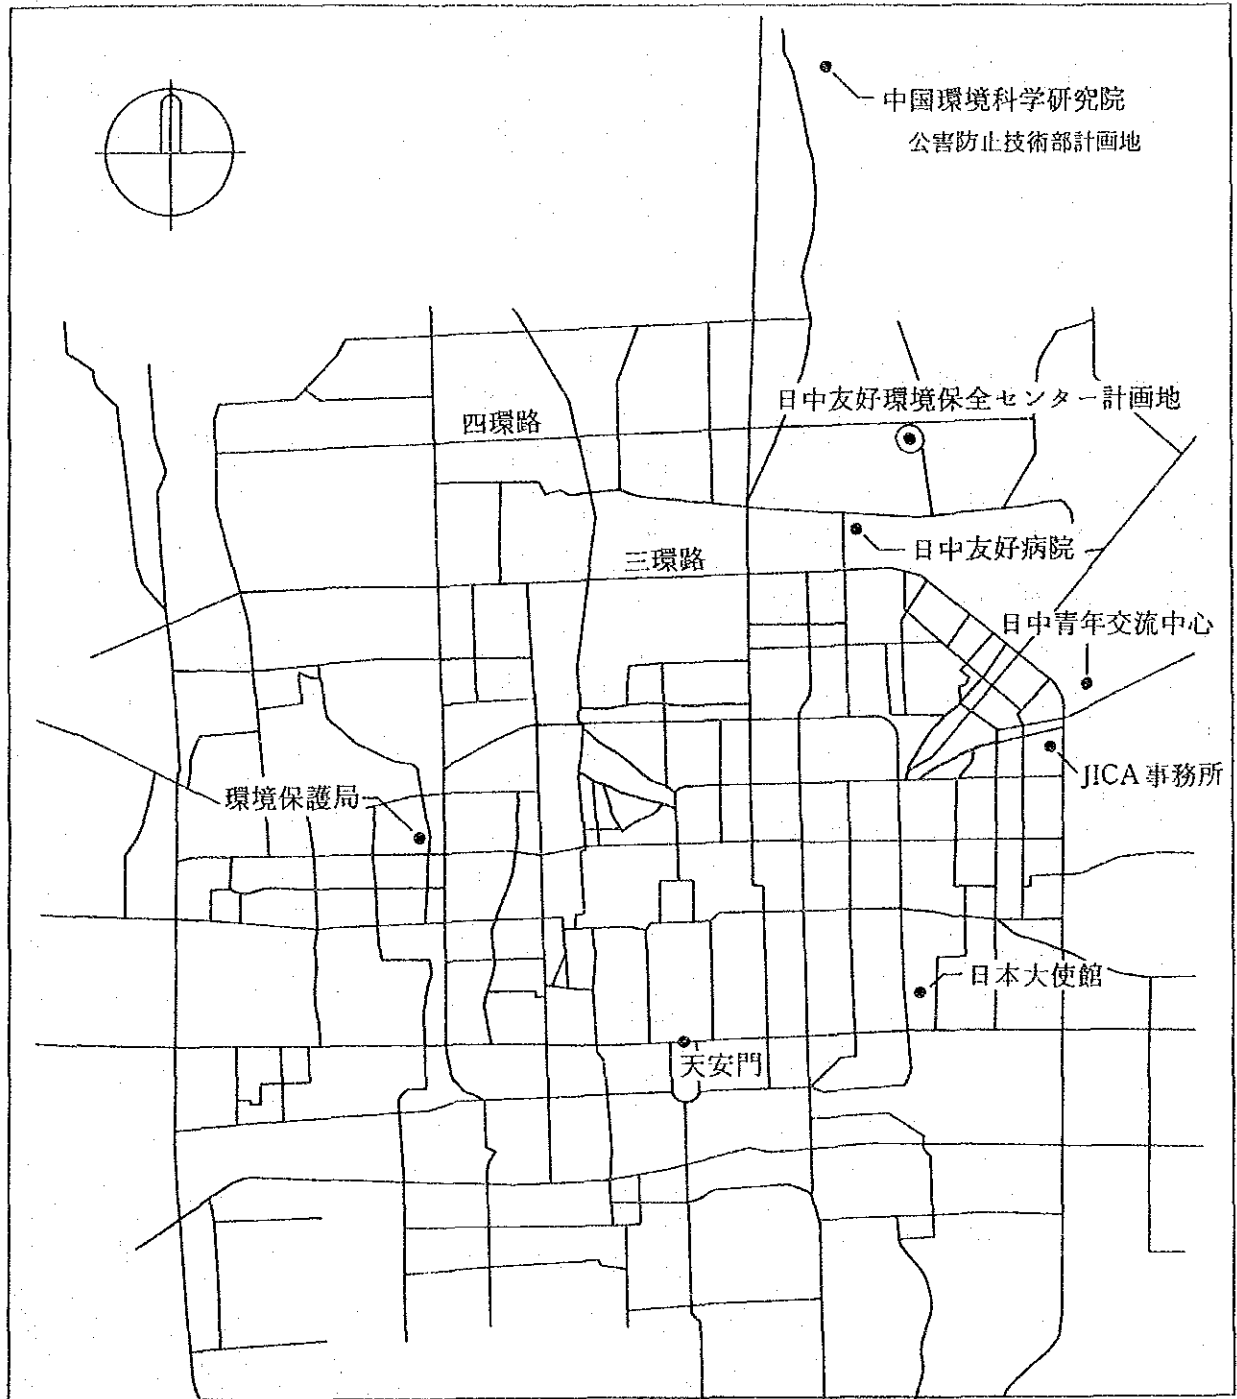 中国環境科学研究院
公害防止技術部計画地
日中友好環境保全センター計画地
四環路
日中友好病院
三環路
日中青年交流中心
JICA事務所
環境保護局
日本大使館
天安門